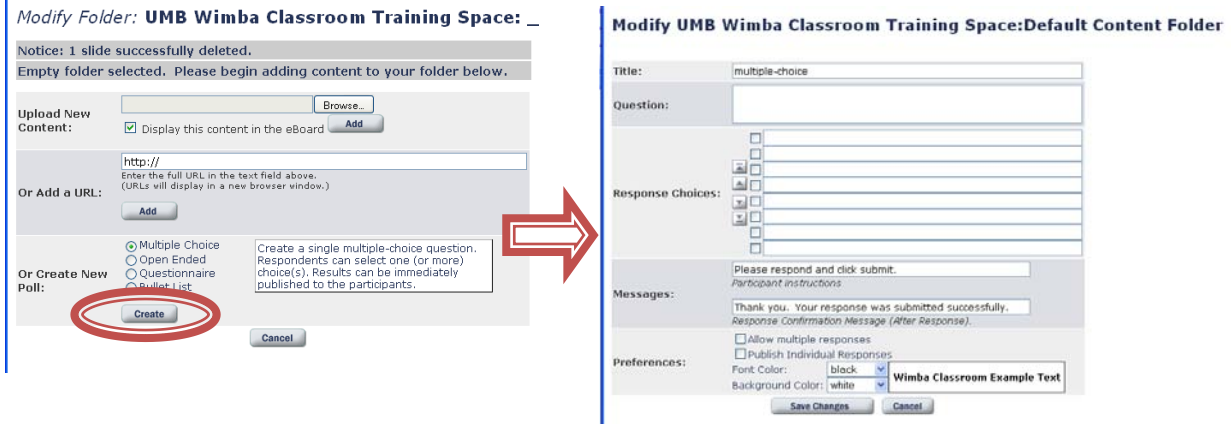 Modify Folder: UMB Wimba Classroom Training Space: _
Notice: 1 slide successfully deleted.
Empty folder selected. Please begin adding content to your folder below.
Upload New
Content:
Browse...
Display this content in the eBoard
Add
Or Add a URL:
http://
Enter the full URL in the text field above.
(URLs will display in a new browser window.)
Add
Or Create New
Poll:
Multiple Choice
Open Ended
Questionnaire
Bullet List
Create a single multiple-choice question.
Respondents can select one (or more)
choice(s). Results can be immediately
published to the participants.
Create
Cancel
Modify UMB Wimba Classroom Training Space:Default Content Folder
Title:
multiple-choice
Question:
Response Choices:
Messages:
Please respond and click submit.
Participant instructions
Thank you. Your response was submitted successfully.
Response Confirmation Message (After Response).
Preferences:
Allow multiple responses
Publish Individual Responses
Font Color: black
Background Color: white
Wimba Classroom Example Text
Save Changes
Cancel